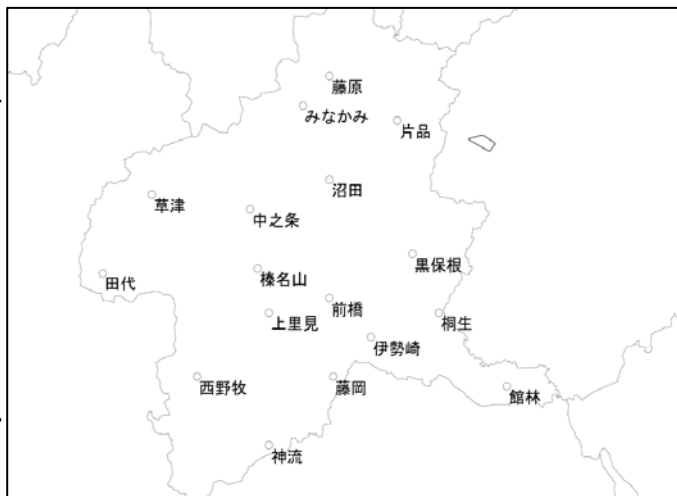 藤原
みなかみ
片品
沼田
草津
中之条
黒保根
榛名山
田代
前橋
上里見
桐生
伊勢崎
西野牧
藤岡
館林
神流